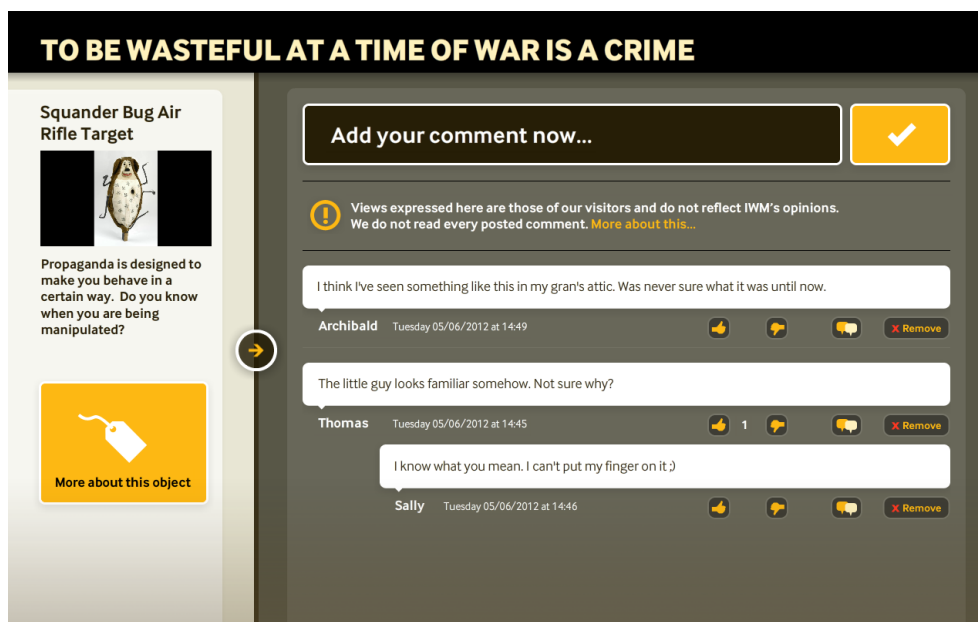 TO BE WASTEFUL AT A TIME OF WAR IS A CRIME
Squander Bug Air
Rifle Target
Propaganda is designed to
make you behave in a
certain way.  Do you know
when you are being
manipulated?
More about this object
Add your comment now...
Views expressed here are those of our visitors and do not reflect IWM's opinions.
We do not read every posted comment. More about this...
I think I've seen something like this in my gran's attic. Was never sure what it was until now.
Archibald Tuesday 05/06/2012 at 14:49 X Remove
The little guy looks familiar somehow. Not sure why?
Thomas Tuesday 05/06/2012 at 14:45 1 X Remove
I know what you mean. I can't put my finger on it ;)
Sally Tuesday 05/06/2012 at 14:46 X Remove